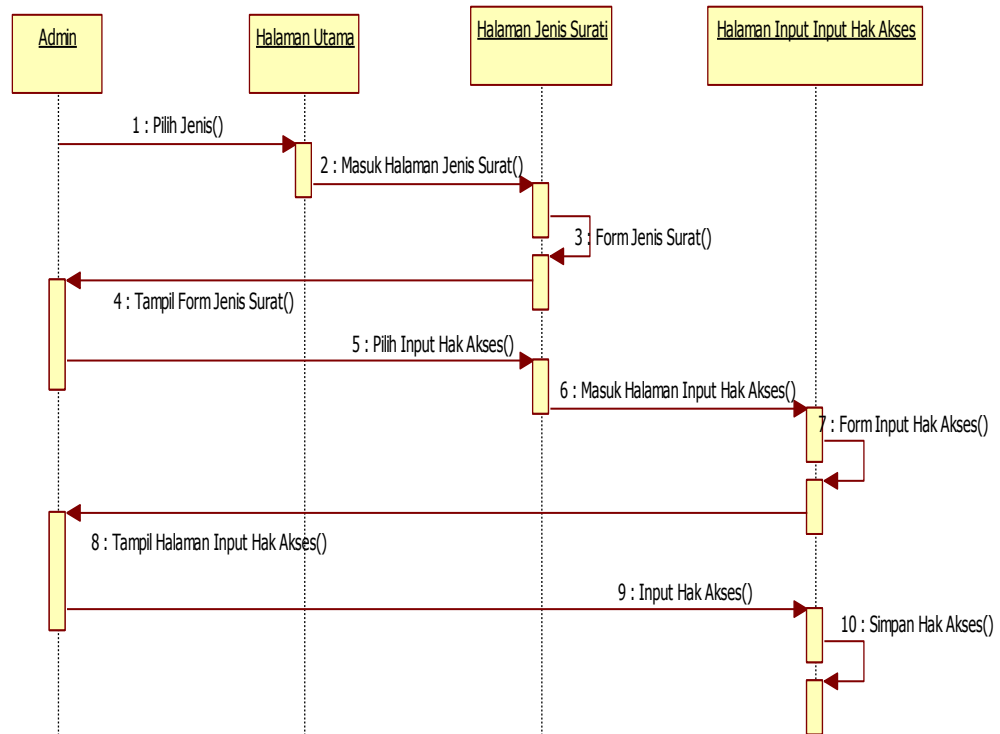 Admin
Halaman Utama
Halaman Jenis Surati
Halaman Input Input Hak Akses
1 : Pilih Jenis()
2 : Masuk Halaman Jenis Surat()
3 : Form Jenis Surat()
4 : Tampil Form Jenis Surat()
5 : Pilih Input Hak Akses()
6 : Masuk Halaman Input Hak Akses()
7 : Form Input Hak Akses()
8 : Tampil Halaman Input Hak Akses()
9 : Input Hak Akses()
10 : Simpan Hak Akses()